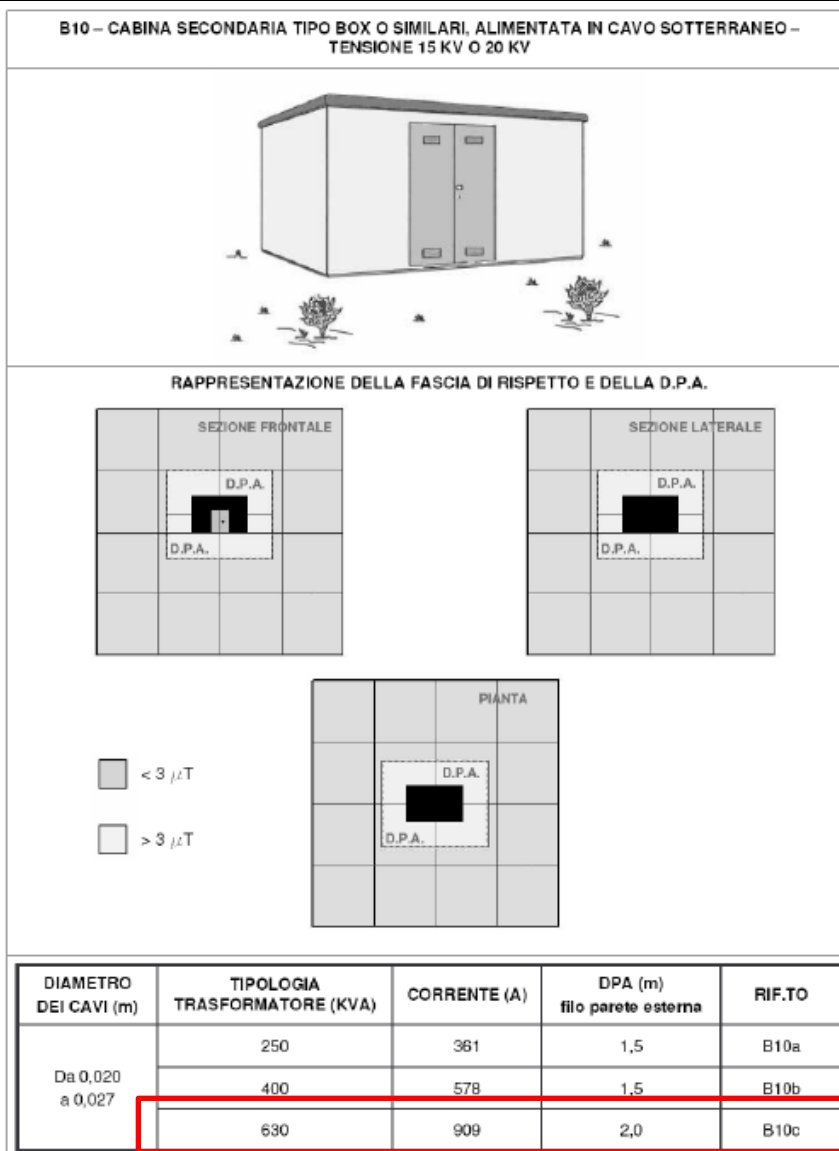 B10 – CABINA SECONDARIA TIPO BOX O SIMILARI, ALIMENTATA IN CAVO SOTTERRANEO –
TENSIONE 15 KV O 20 KV
RAPPRESENTAZIONE DELLA FASCIA DI RISPETTO E DELLA D.P.A.
SEZIONE FRONTALE
D.P.A.
D.P.A.
SEZIONE LATERALE
D.P.A.
D.P.A.
PIANTA
D.P.A.
D.P.A.
< 3 μT
> 3 μT
DIAMETRO
DEI CAVI (m)
TIPOLOGIA
TRASFORMATORE (KVA)
CORRENTE (A)
DPA (m)
filo parete esterna
RIF.TO
Da 0,020
a 0,027
250 361 1,5 B10a
400 578 1,5 B10b
630 909 2,0 B10c